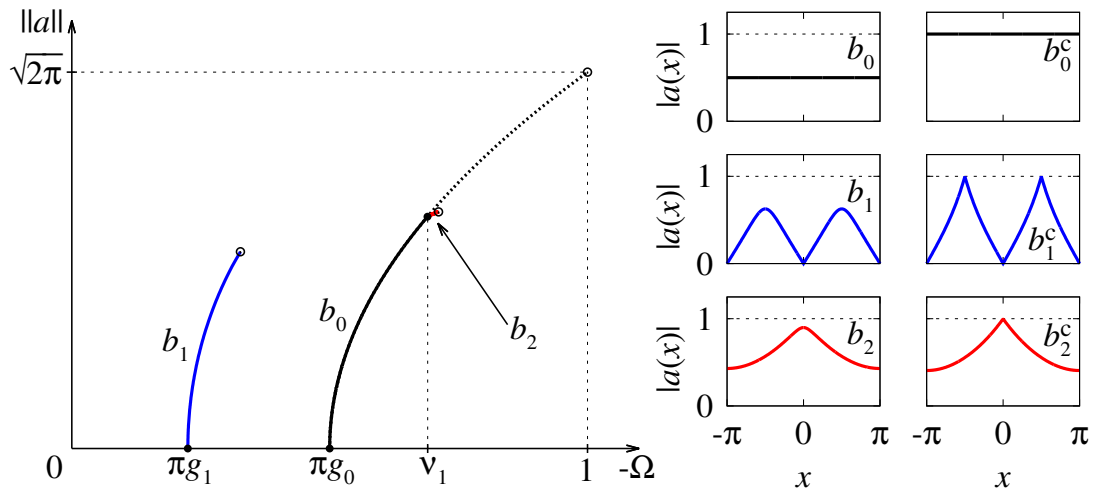 ||a||
√2π
b₁
b₀
b₂
0
πg₁
πg₀
ν₁
1
-Ω
|a(x)|
1
0
b₀
b₀ᶜ
|a(x)|
1
0
b₁
b₁ᶜ
|a(x)|
1
0
b₂
b₂ᶜ
-π
0
π
-π
0
π
x
x